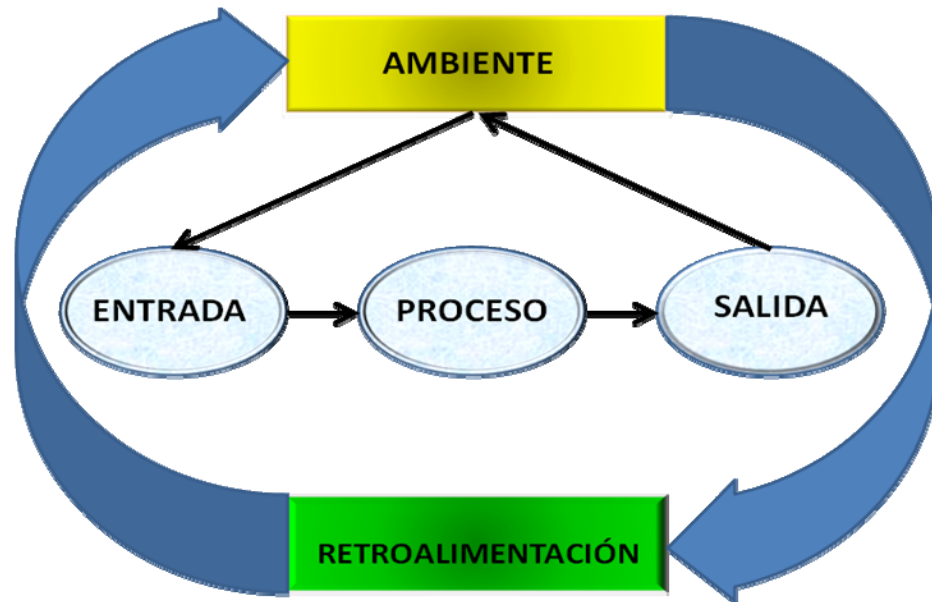 AMBIENTE
ENTRADA
PROCESO
SALIDA
RETROALIMENTACIÓN